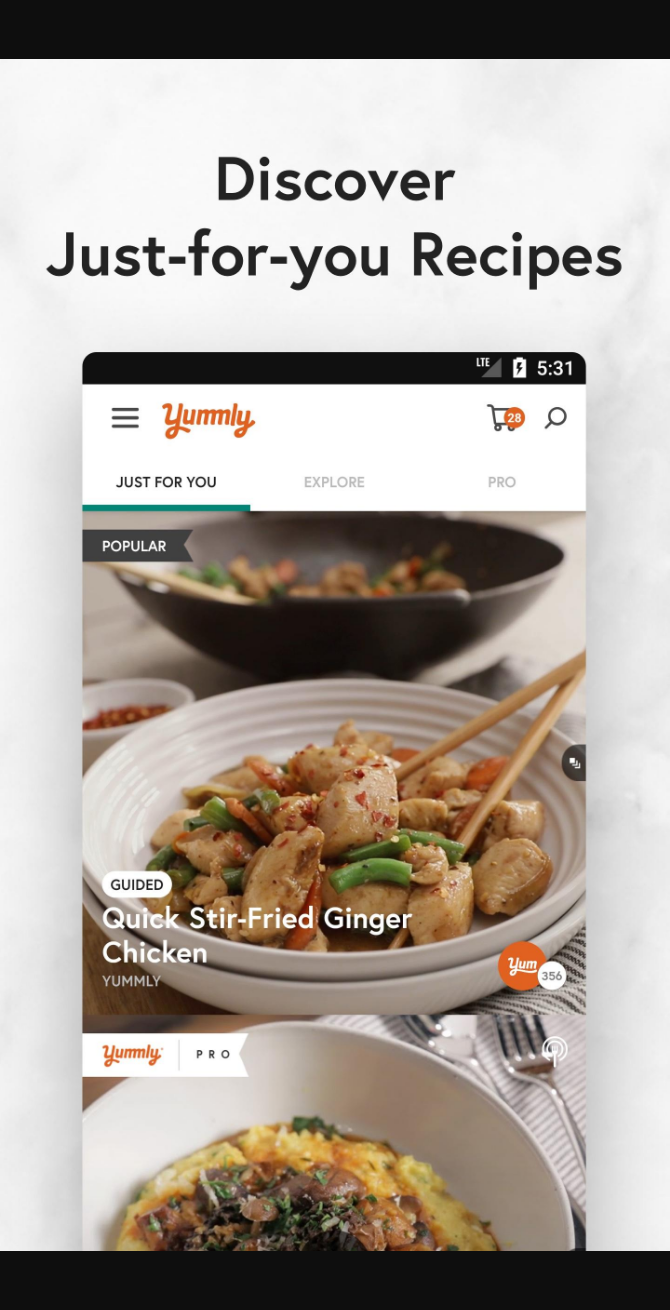 Discover
Just-for-you Recipes
LTE 5:31
Yummly 28
JUST FOR YOU EXPLORE PRO
POPULAR
GUIDED
Quick Stir-Fried Ginger
Chicken
YUMMLY
Yum 356
Yummly PRO